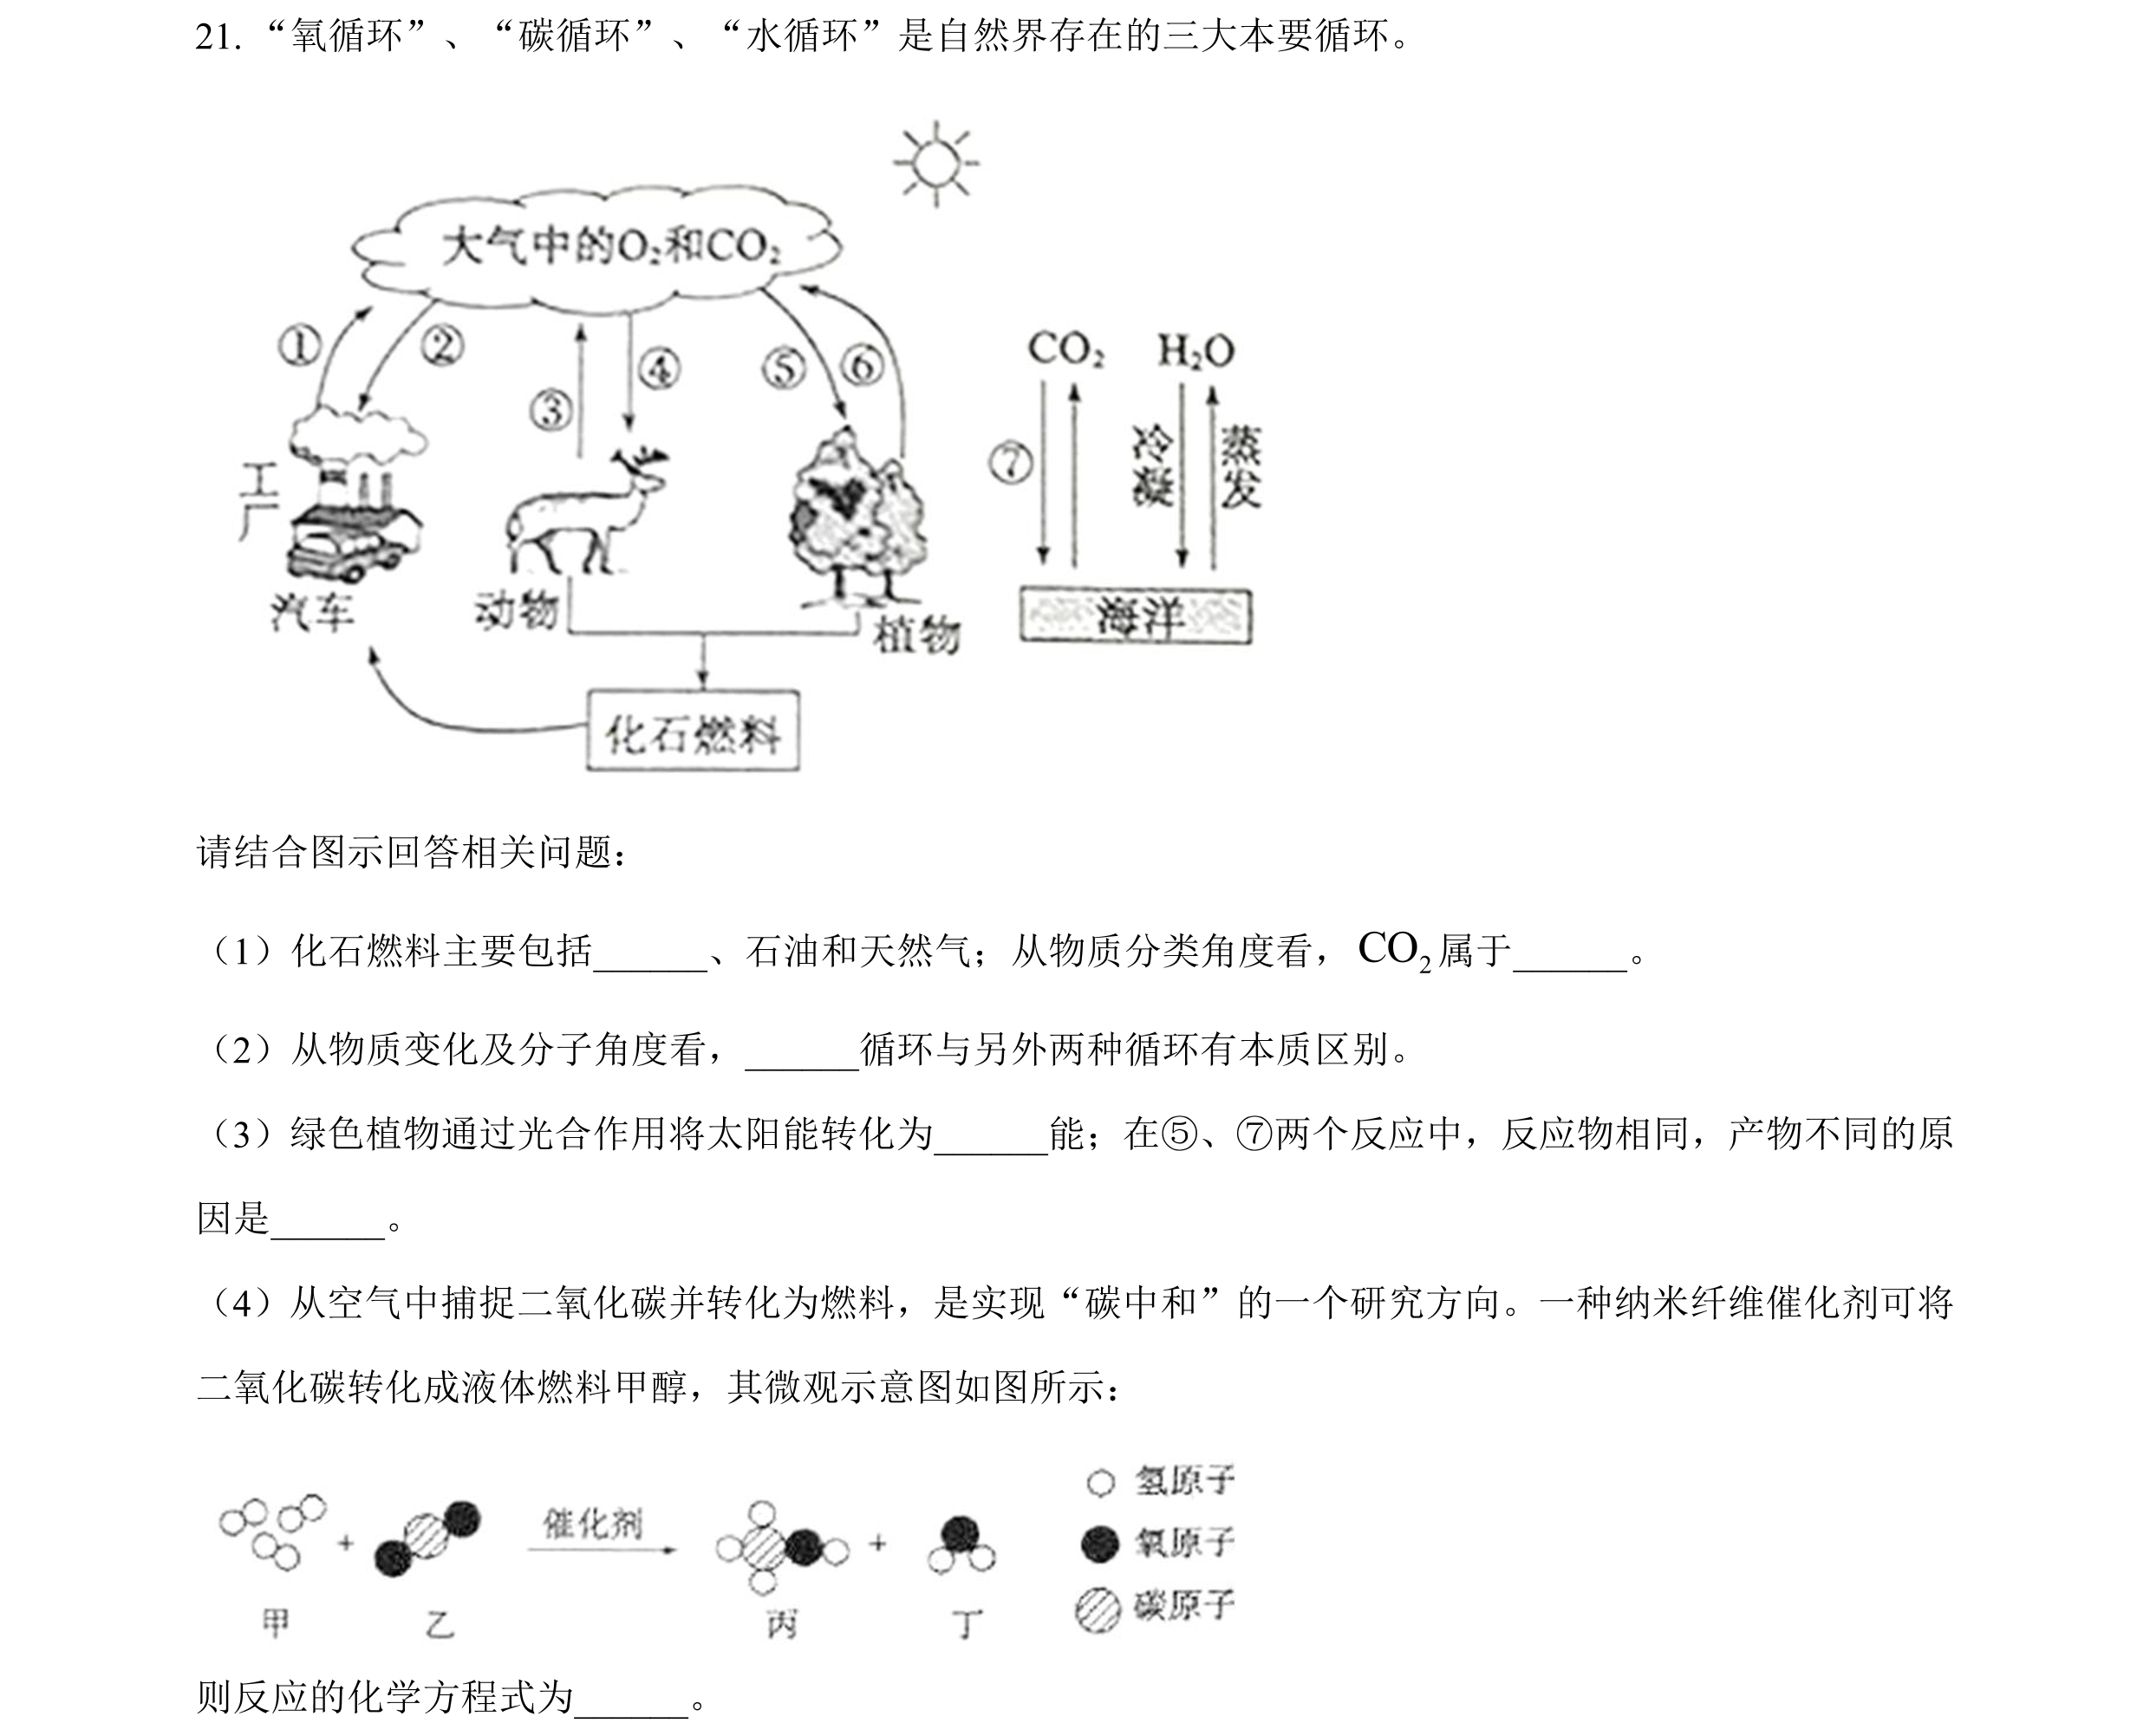 21. “氧循环”、“碳循环”、“水循环”是自然界存在的三大本要循环。
大气中的O₂和CO₂
① ② ③ ④ ⑤ ⑥
CO₂ H₂O
⑦ 冷凝 蒸发
工厂
汽车 动物 植物 海洋
化石燃料
请结合图示回答相关问题：
（1）化石燃料主要包括______、石油和天然气；从物质分类角度看，CO₂属于______。
（2）从物质变化及分子角度看，______循环与另外两种循环有本质区别。
（3）绿色植物通过光合作用将太阳能转化为______能；在⑤、⑦两个反应中，反应物相同，产物不同的原
因是______。
（4）从空气中捕捉二氧化碳并转化为燃料，是实现“碳中和”的一个研究方向。一种纳米纤维催化剂可将
二氧化碳转化成液体燃料甲醇，其微观示意图如图所示：
氢原子
+ 催化剂 + 氧原子
碳原子
甲 乙 丙 丁
则反应的化学方程式为______。